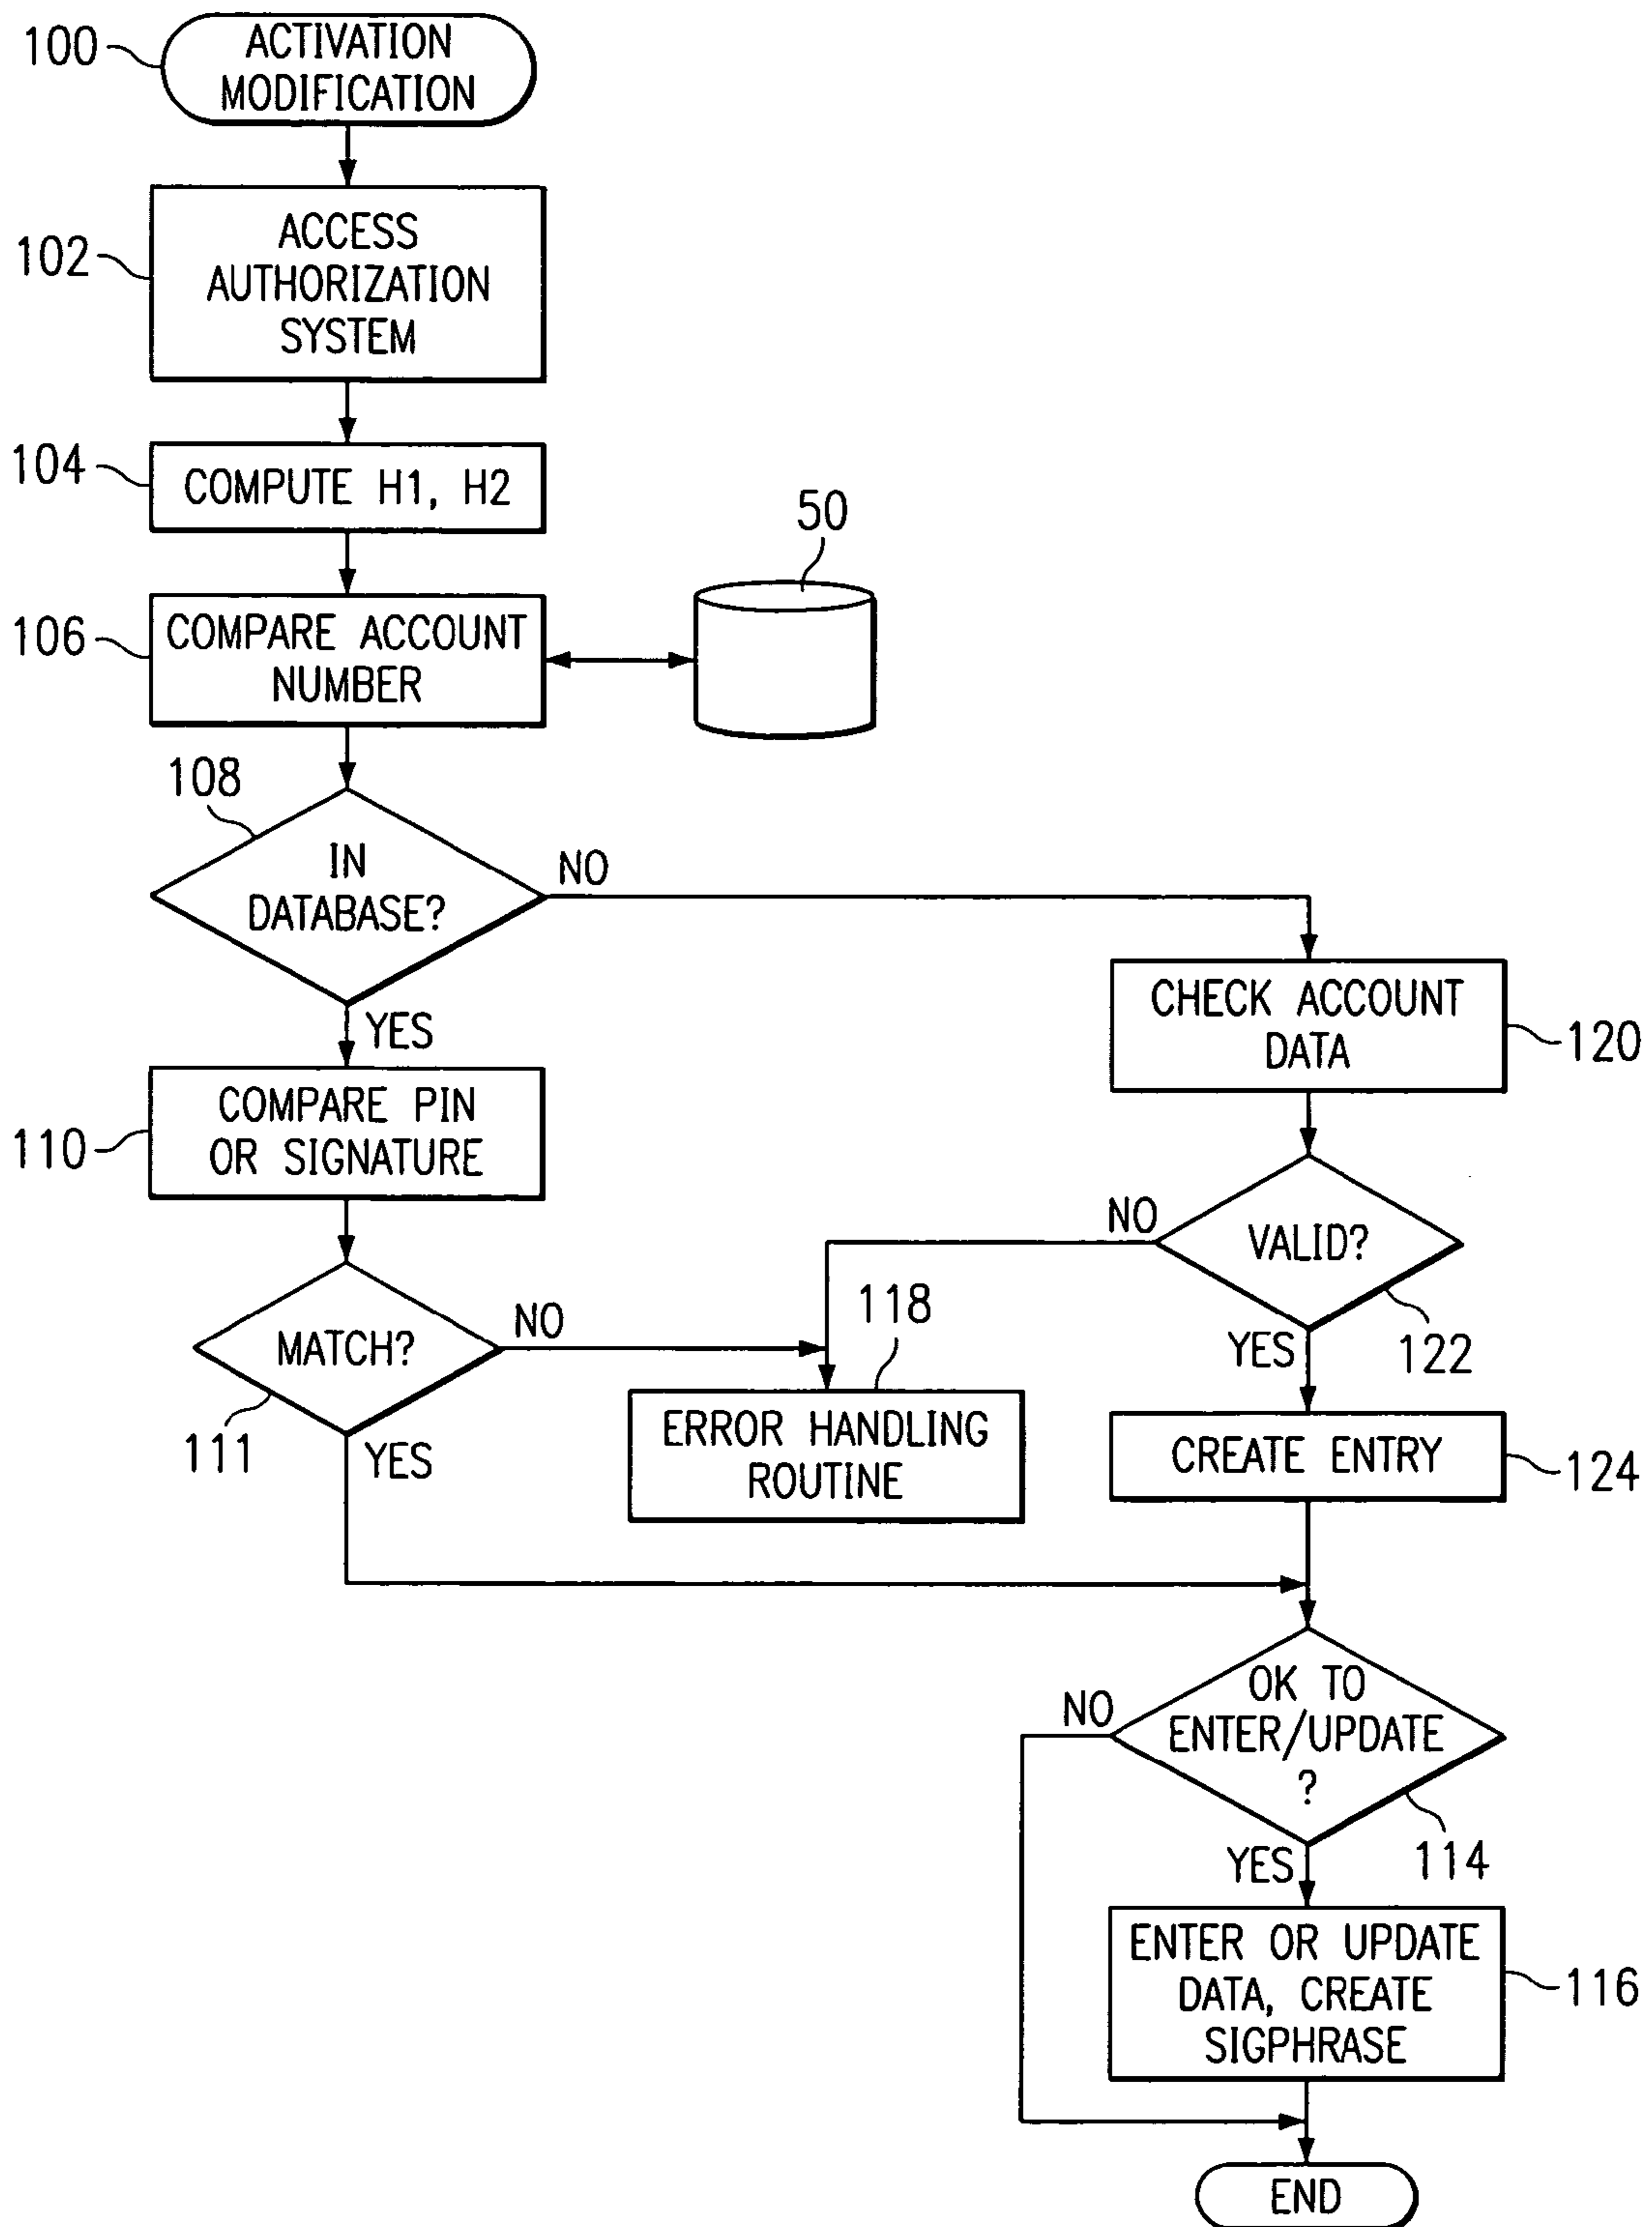 100
ACTIVATION
MODIFICATION
102
ACCESS
AUTHORIZATION
SYSTEM
104
COMPUTE H1, H2
50
106
COMPARE ACCOUNT
NUMBER
108
IN
DATABASE?
NO
YES
CHECK ACCOUNT
DATA
120
110
COMPARE PIN
OR SIGNATURE
NO
VALID?
122
YES
MATCH?
111
NO
YES
118
ERROR HANDLING
ROUTINE
CREATE ENTRY
124
OK TO
ENTER/UPDATE
?
NO
114
YES
ENTER OR UPDATE
DATA, CREATE
SIGPHRASE
116
END